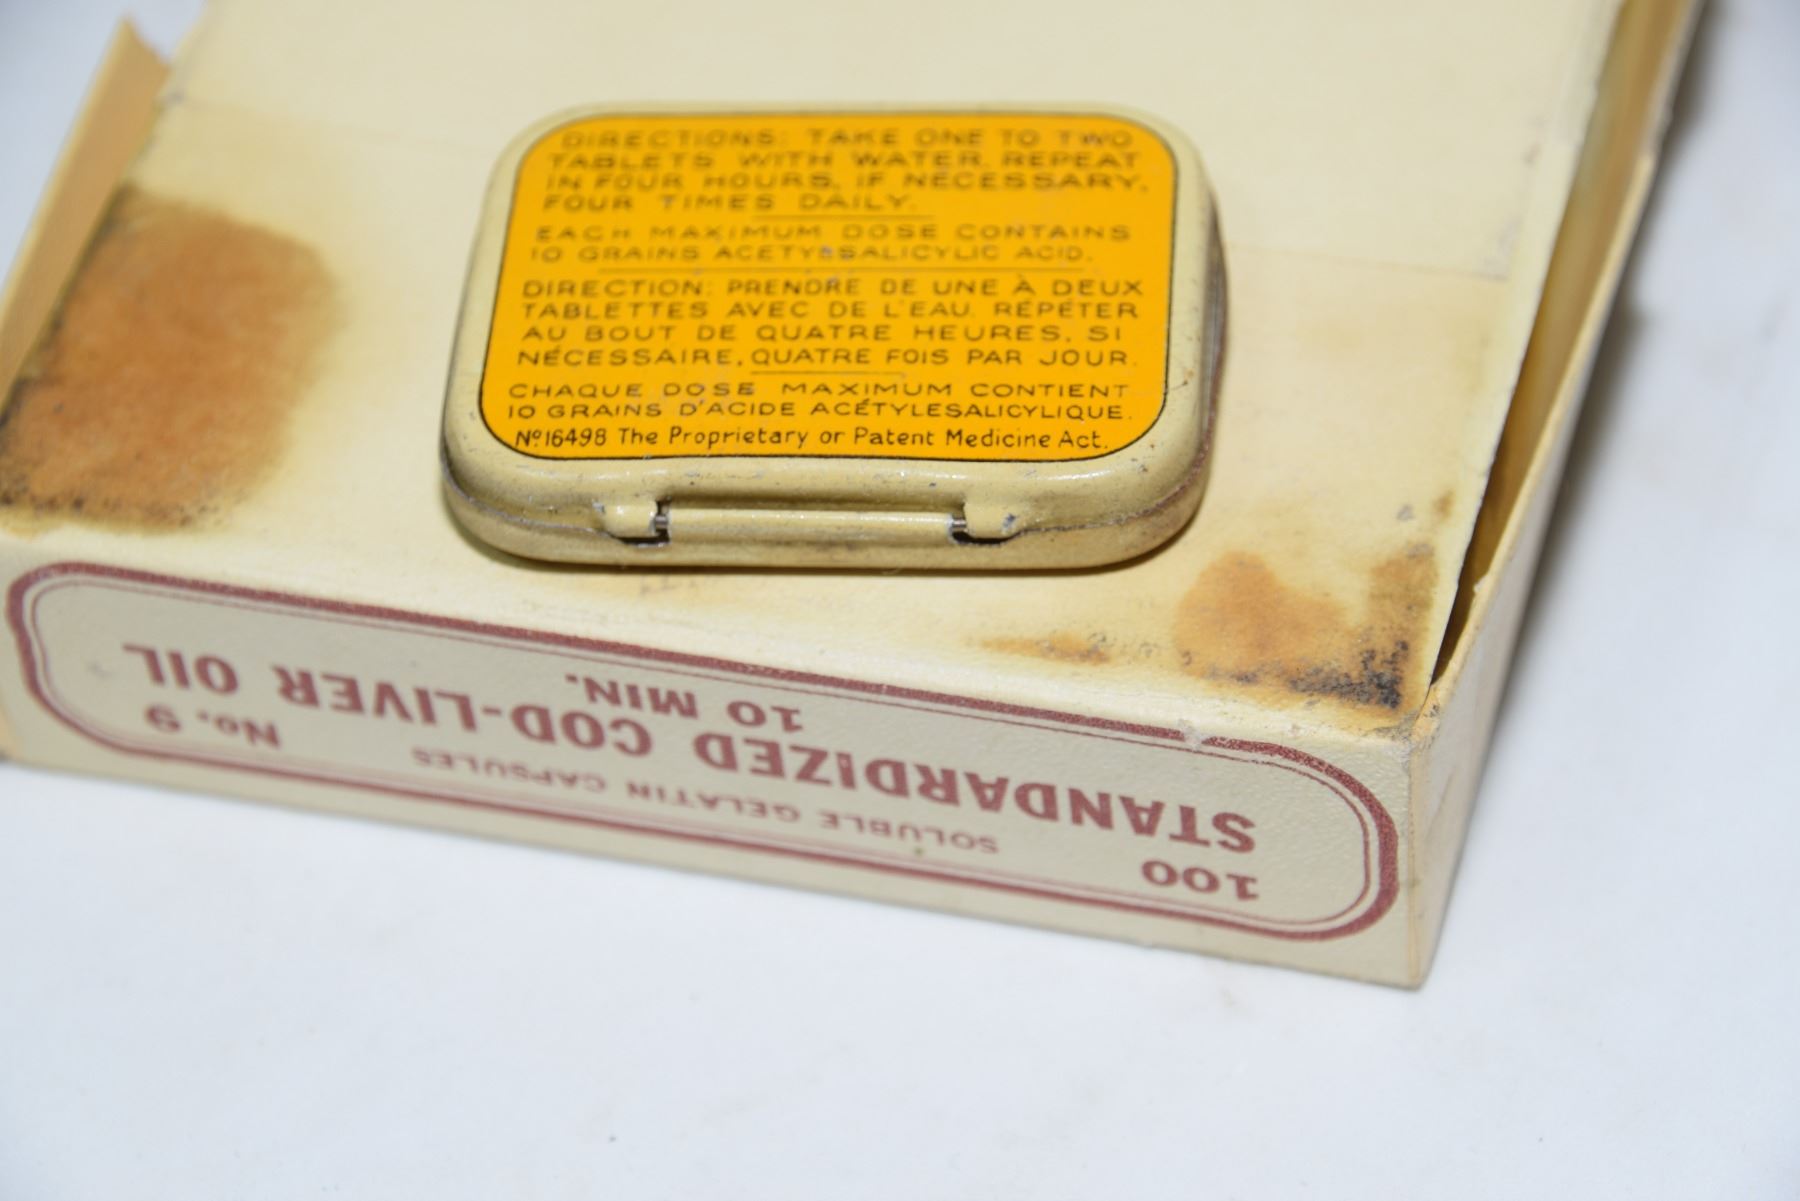 DIRECTIONS: TAKE ONE TO TWO
TABLETS WITH WATER. REPEAT
IN FOUR HOURS, IF NECESSARY,
FOUR TIMES DAILY.
EACH MAXIMUM DOSE CONTAINS
10 GRAINS ACETYLSALICYLIC ACID.
DIRECTION: PRENDRE DE UNE À DEUX
TABLETTES AVEC DE L'EAU. RÉPÉTER
AU BOUT DE QUATRE HEURES, SI
NÉCESSAIRE, QUATRE FOIS PAR JOUR.
CHAQUE DOSE MAXIMUM CONTIENT
10 GRAINS D'ACIDE ACÉTYLESALICYLIQUE.
Nº 16498 The Proprietary or Patent Medicine Act.
100
SOLUBLE GELATIN CAPSULES
No. 9
STANDARDIZED COD-LIVER OIL
10 MIN.